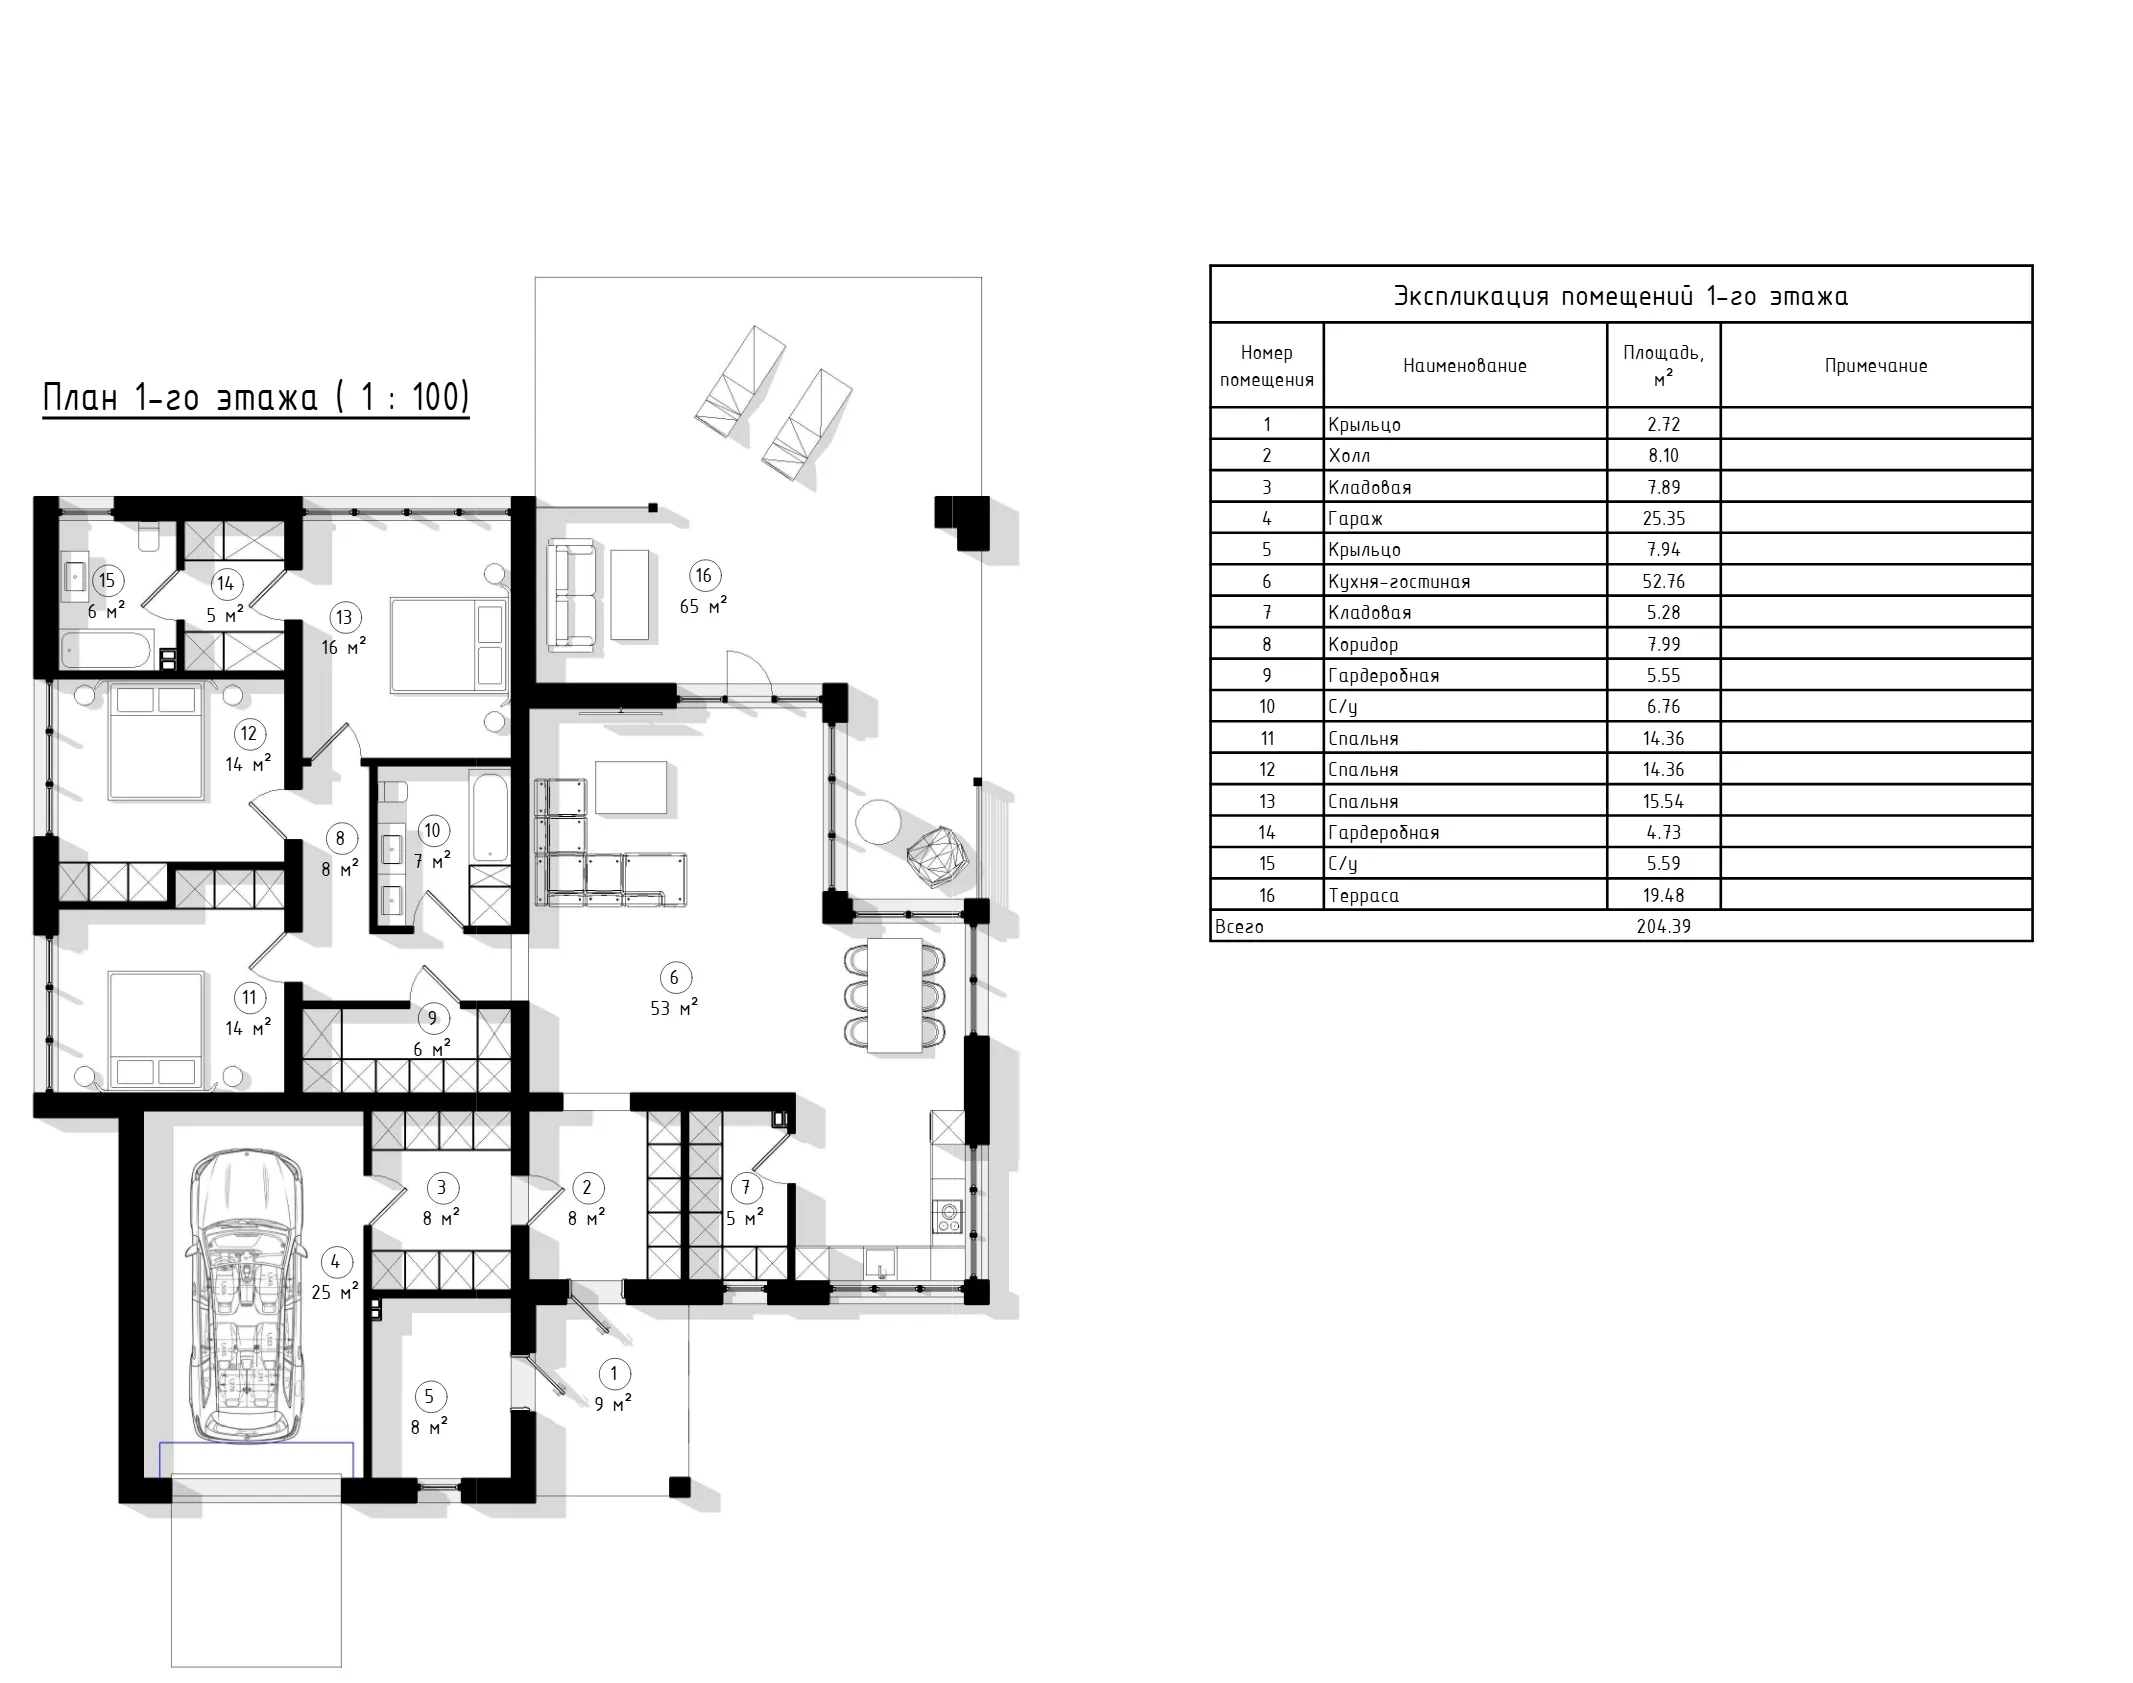 План 1-го этажа ( 1 : 100)
15
6 м²
14
5 м²
13
16 м²
16
65 м²
12
14 м²
8
8 м²
10
7 м²
11
14 м²
9
6 м²
6
53 м²
3
8 м²
2
8 м²
7
5 м²
4
25 м²
5
8 м²
1
9 м²
Экспликация помещений 1-го этажа
Номер помещения Наименование Площадь, м² Примечание
1 Крыльцо 2.72
2 Холл 8.10
3 Кладовая 7.89
4 Гараж 25.35
5 Крыльцо 7.94
6 Кухня-гостиная 52.76
7 Кладовая 5.28
8 Коридор 7.99
9 Гардеробная 5.55
10 С/у 6.76
11 Спальня 14.36
12 Спальня 14.36
13 Спальня 15.54
14 Гардеробная 4.73
15 С/у 5.59
16 Терраса 19.48
Всего 204.39